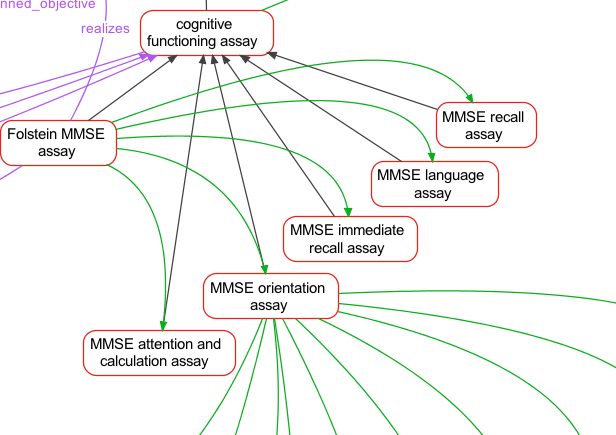 nned_objective
realizes
cognitive
functioning assay
Folstein MMSE
assay
MMSE recall
assay
MMSE language
assay
MMSE immediate
recall assay
MMSE orientation
assay
MMSE attention and
calculation assay